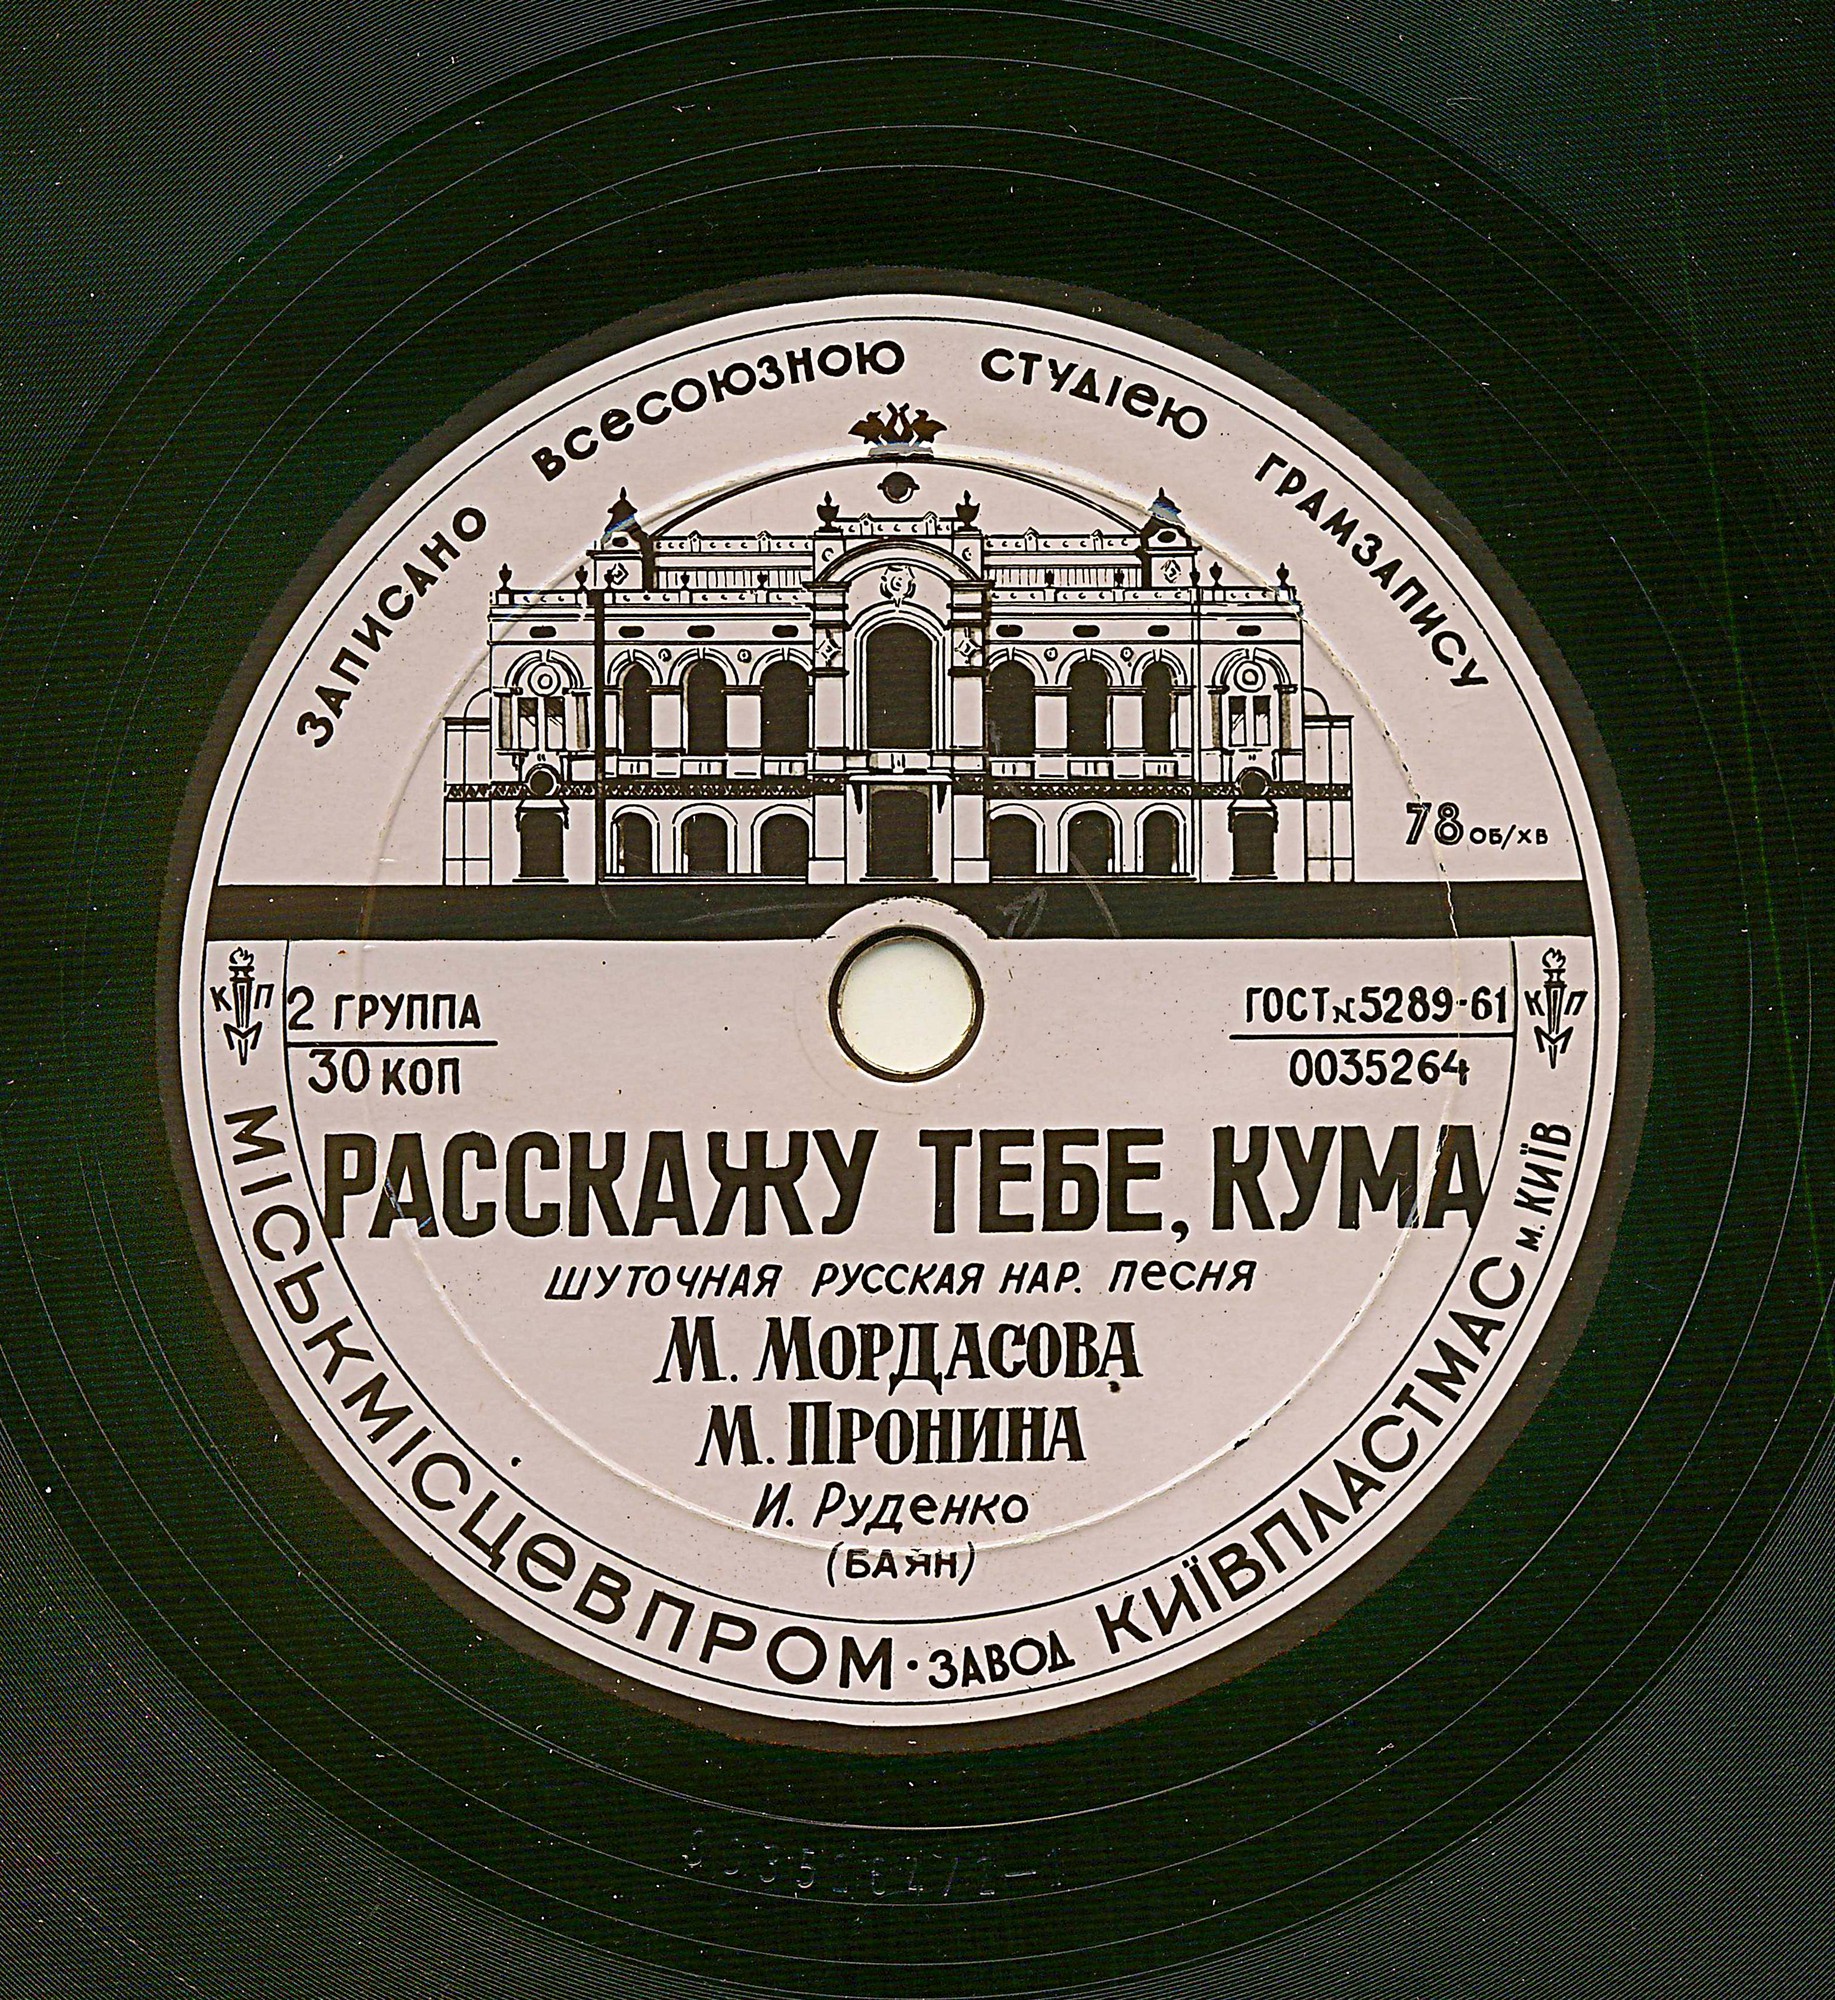 ЗАПИСАНО ВСЕСОЮЗНОЮ СТУДІЄЮ ГРАМЗАПИСУ
78 ОБ/ХВ
К П М
К П М
2 ГРУППА
30 КОП
ГОСТ N 5289-61
0035264
РАССКАЖУ ТЕБЕ, КУМА
ШУТОЧНАЯ РУССКАЯ НАР. ПЕСНЯ
М. МОРДАСОВА
М. ПРОНИНА
И. Руденко
(БАЯН)
МІСЬКМІСЦЕВПРОМ · ЗАВОД КИЇВПЛАСТМАС М. КИЇВ